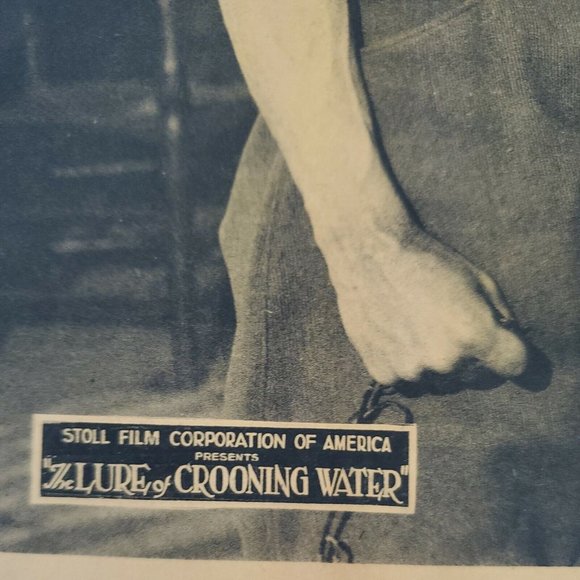 STOLL FILM CORPORATION OF AMERICA
PRESENTS
"The LURE of CROONING WATER"